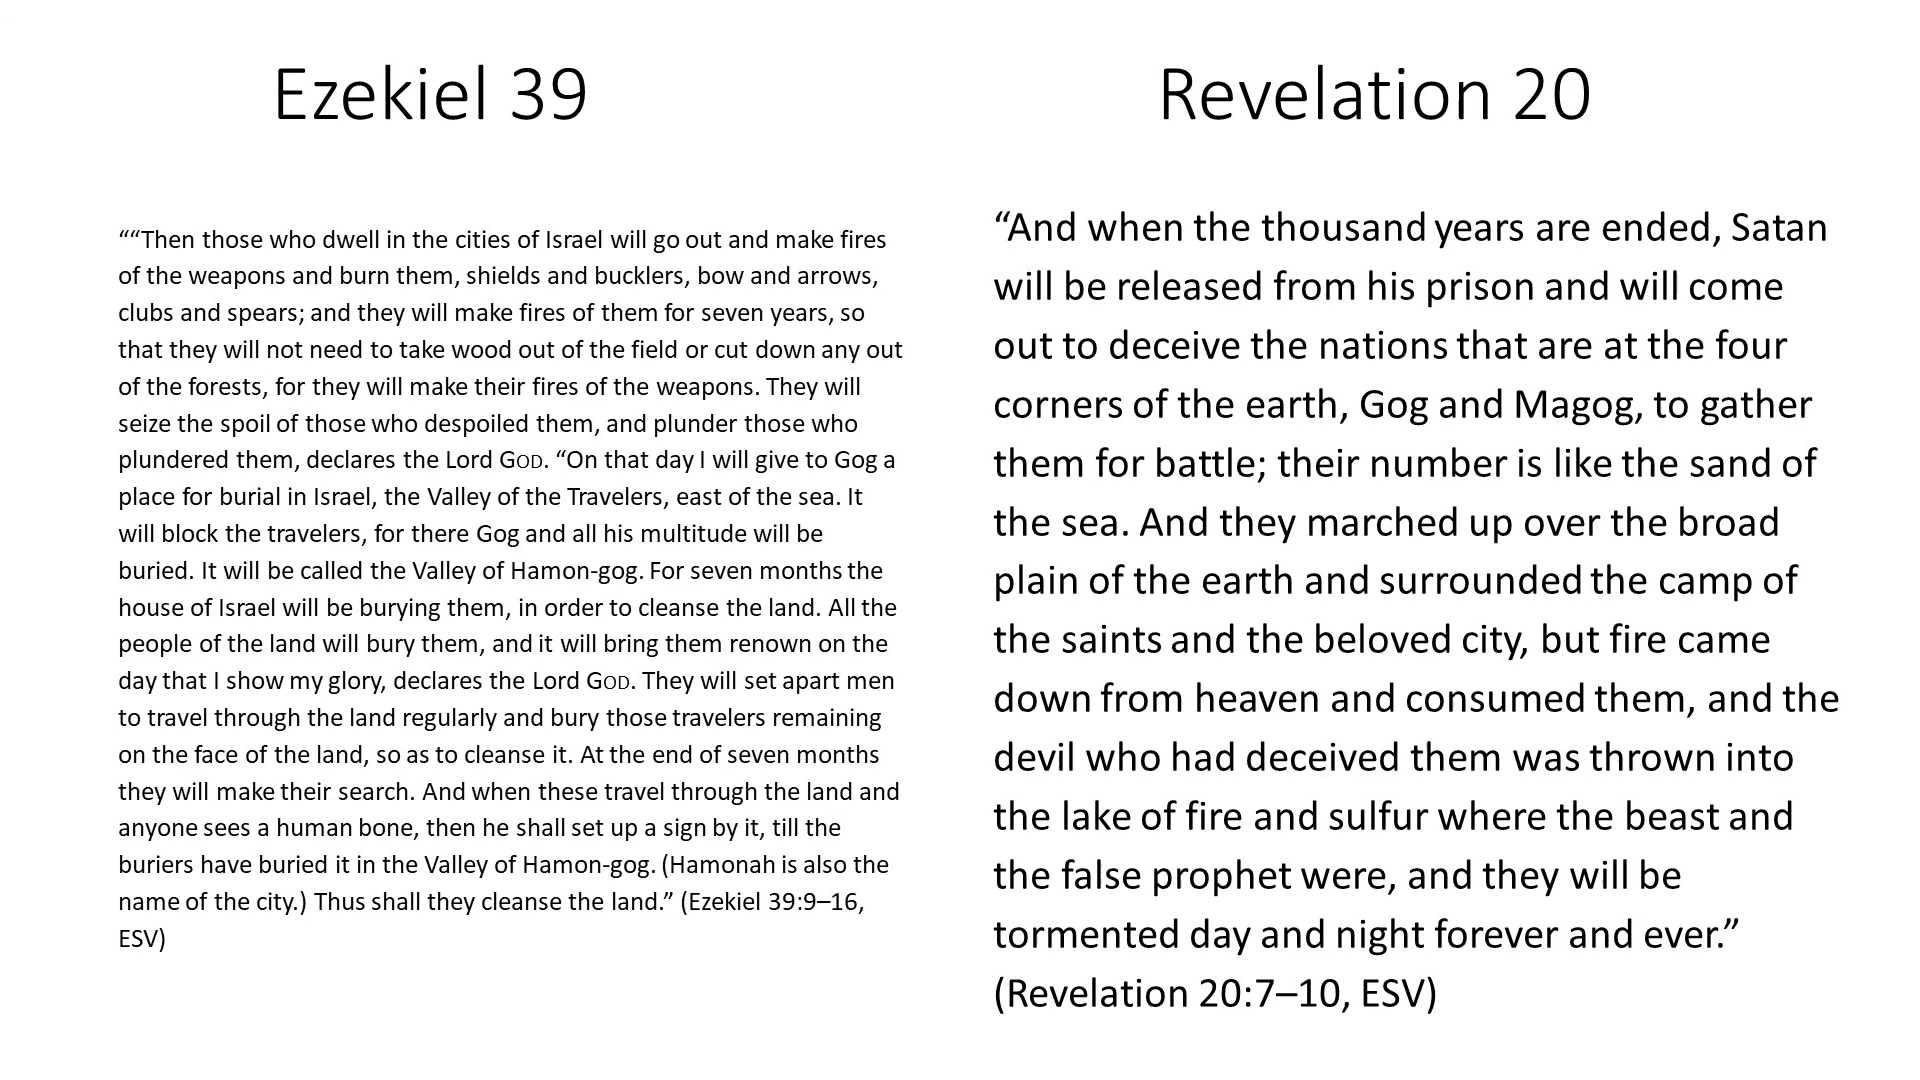 Ezekiel 39
““Then those who dwell in the cities of Israel will go out and make fires
of the weapons and burn them, shields and bucklers, bow and arrows,
clubs and spears; and they will make fires of them for seven years, so
that they will not need to take wood out of the field or cut down any out
of the forests, for they will make their fires of the weapons. They will
seize the spoil of those who despoiled them, and plunder those who
plundered them, declares the Lord GOD. “On that day I will give to Gog a
place for burial in Israel, the Valley of the Travelers, east of the sea. It
will block the travelers, for there Gog and all his multitude will be
buried. It will be called the Valley of Hamon-gog. For seven months the
house of Israel will be burying them, in order to cleanse the land. All the
people of the land will bury them, and it will bring them renown on the
day that I show my glory, declares the Lord GOD. They will set apart men
to travel through the land regularly and bury those travelers remaining
on the face of the land, so as to cleanse it. At the end of seven months
they will make their search. And when these travel through the land and
anyone sees a human bone, then he shall set up a sign by it, till the
buriers have buried it in the Valley of Hamon-gog. (Hamonah is also the
name of the city.) Thus shall they cleanse the land.” (Ezekiel 39:9–16,
ESV)
Revelation 20
“And when the thousand years are ended, Satan
will be released from his prison and will come
out to deceive the nations that are at the four
corners of the earth, Gog and Magog, to gather
them for battle; their number is like the sand of
the sea. And they marched up over the broad
plain of the earth and surrounded the camp of
the saints and the beloved city, but fire came
down from heaven and consumed them, and the
devil who had deceived them was thrown into
the lake of fire and sulfur where the beast and
the false prophet were, and they will be
tormented day and night forever and ever.”
(Revelation 20:7–10, ESV)